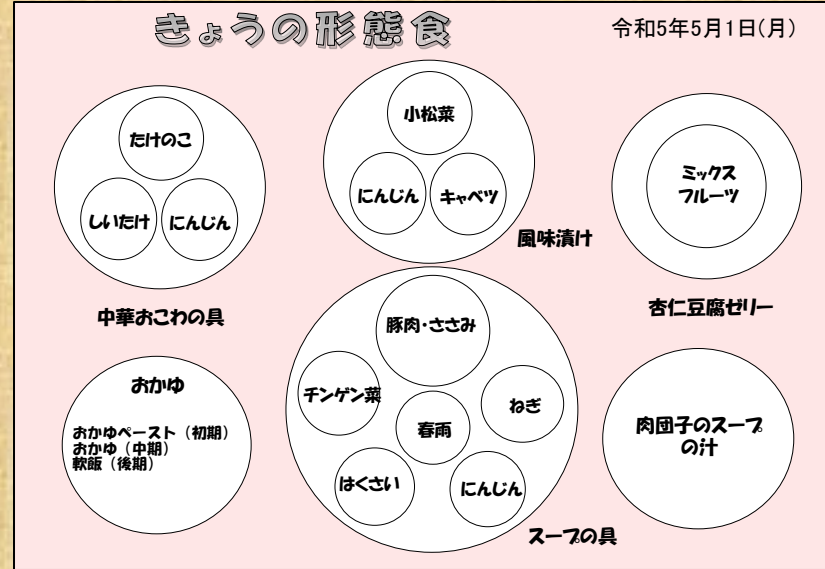 きょうの形態食
令和5年5月1日(月)
たけのこ
しいたけ
にんじん
中華おこわの具
小松菜
にんじん
キャベツ
風味漬け
ミックス
フルーツ
杏仁豆腐ゼリー
おかゆ
おかゆペースト（初期）
おかゆ（中期）
軟飯（後期）
豚肉・ささみ
チンゲン菜
ねぎ
春雨
はくさい
にんじん
スープの具
肉団子のスープ
の汁